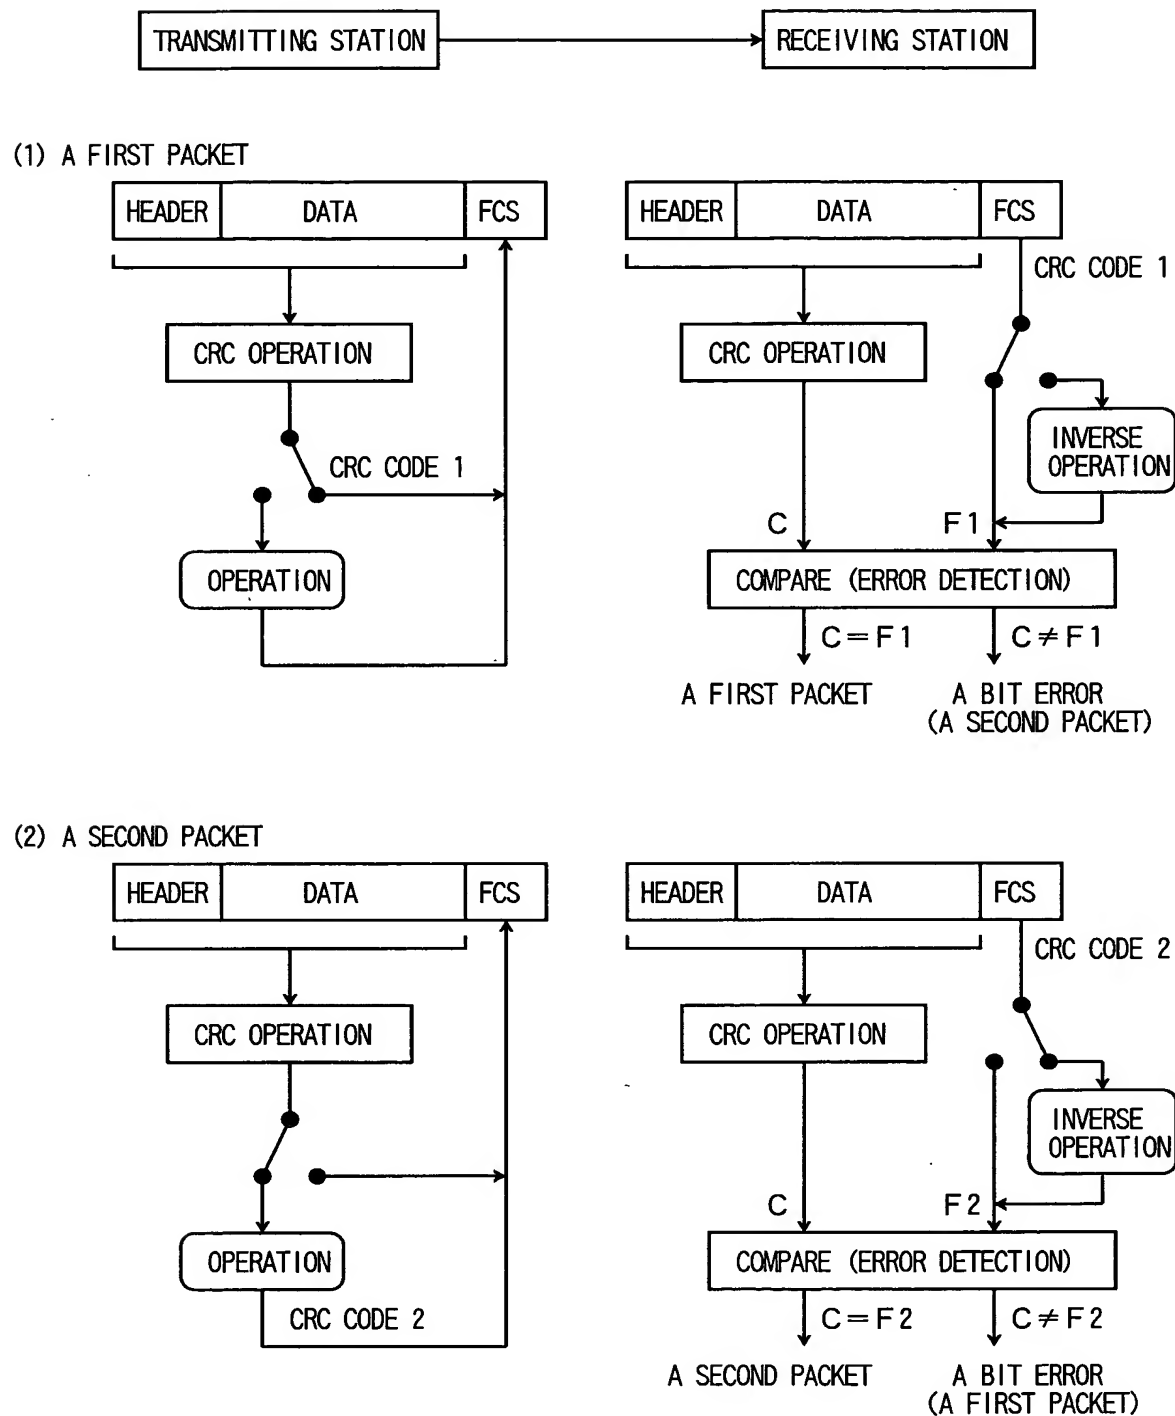 TRANSMITTING STATION
RECEIVING STATION
(1) A FIRST PACKET
HEADER
DATA
FCS
CRC OPERATION
CRC CODE 1
OPERATION
HEADER
DATA
FCS
CRC CODE 1
CRC OPERATION
INVERSE
OPERATION
C
F1
COMPARE (ERROR DETECTION)
C=F1
C≠F1
A FIRST PACKET
A BIT ERROR
(A SECOND PACKET)
(2) A SECOND PACKET
HEADER
DATA
FCS
CRC OPERATION
OPERATION
CRC CODE 2
HEADER
DATA
FCS
CRC CODE 2
CRC OPERATION
INVERSE
OPERATION
C
F2
COMPARE (ERROR DETECTION)
C=F2
C≠F2
A SECOND PACKET
A BIT ERROR
(A FIRST PACKET)